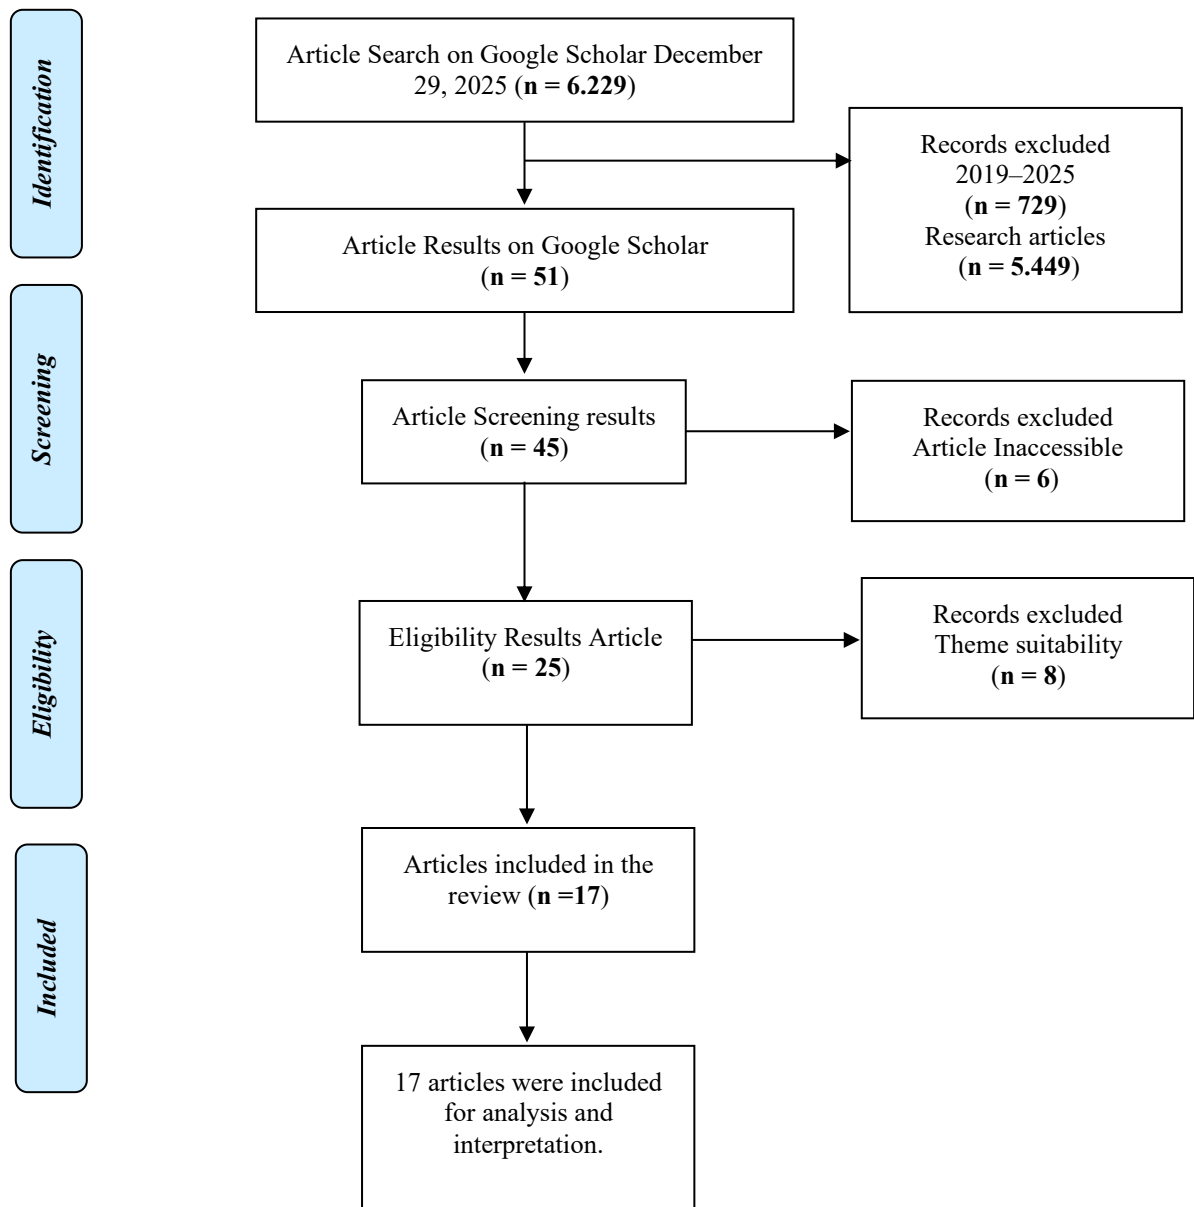 Identification
Article Search on Google Scholar December
29, 2025 (n = 6.229)
Records excluded
2019–2025
(n = 729)
Research articles
(n = 5.449)
Article Results on Google Scholar
(n = 51)
Screening
Article Screening results
(n = 45)
Records excluded
Article Inaccessible
(n = 6)
Eligibility
Eligibility Results Article
(n = 25)
Records excluded
Theme suitability
(n = 8)
Included
Articles included in the
review (n =17)
17 articles were included
for analysis and
interpretation.